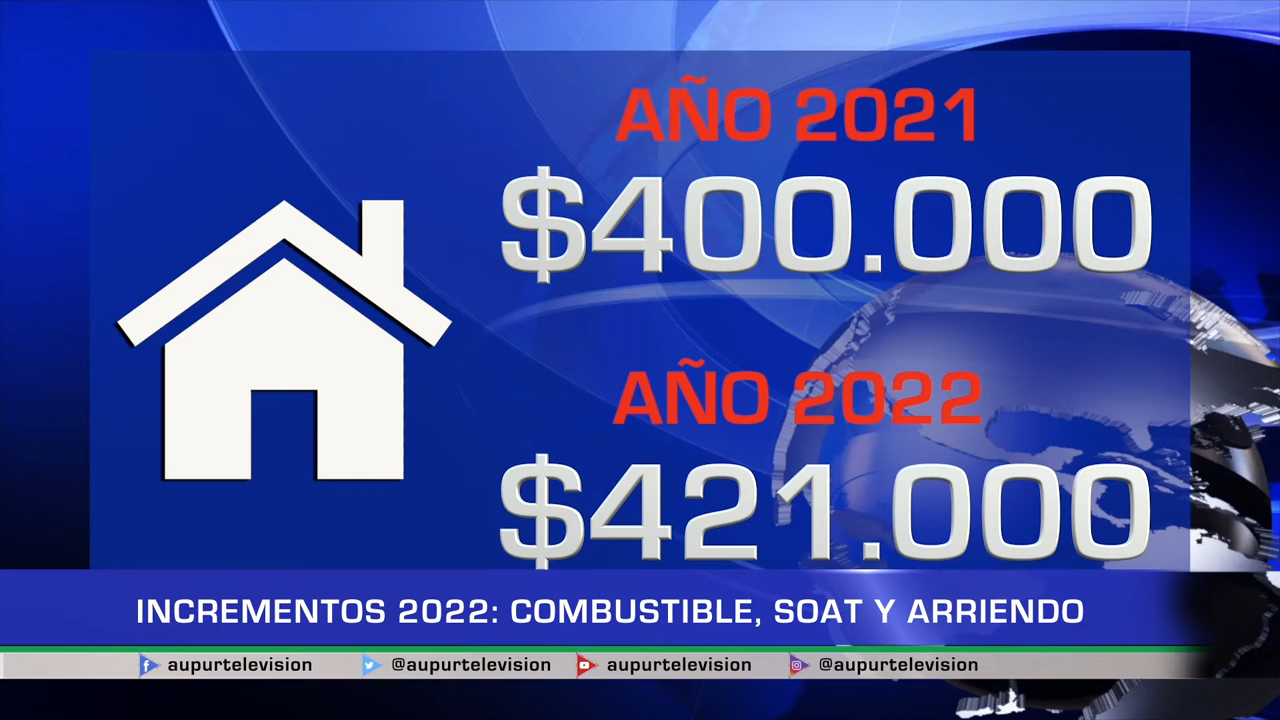 AÑO 2021
$400.000
AÑO 2022
$421.000
INCREMENTOS 2022: COMBUSTIBLE, SOAT Y ARRIENDO
aupurtelevision @aupurtelevision aupurtelevision @aupurtelevision